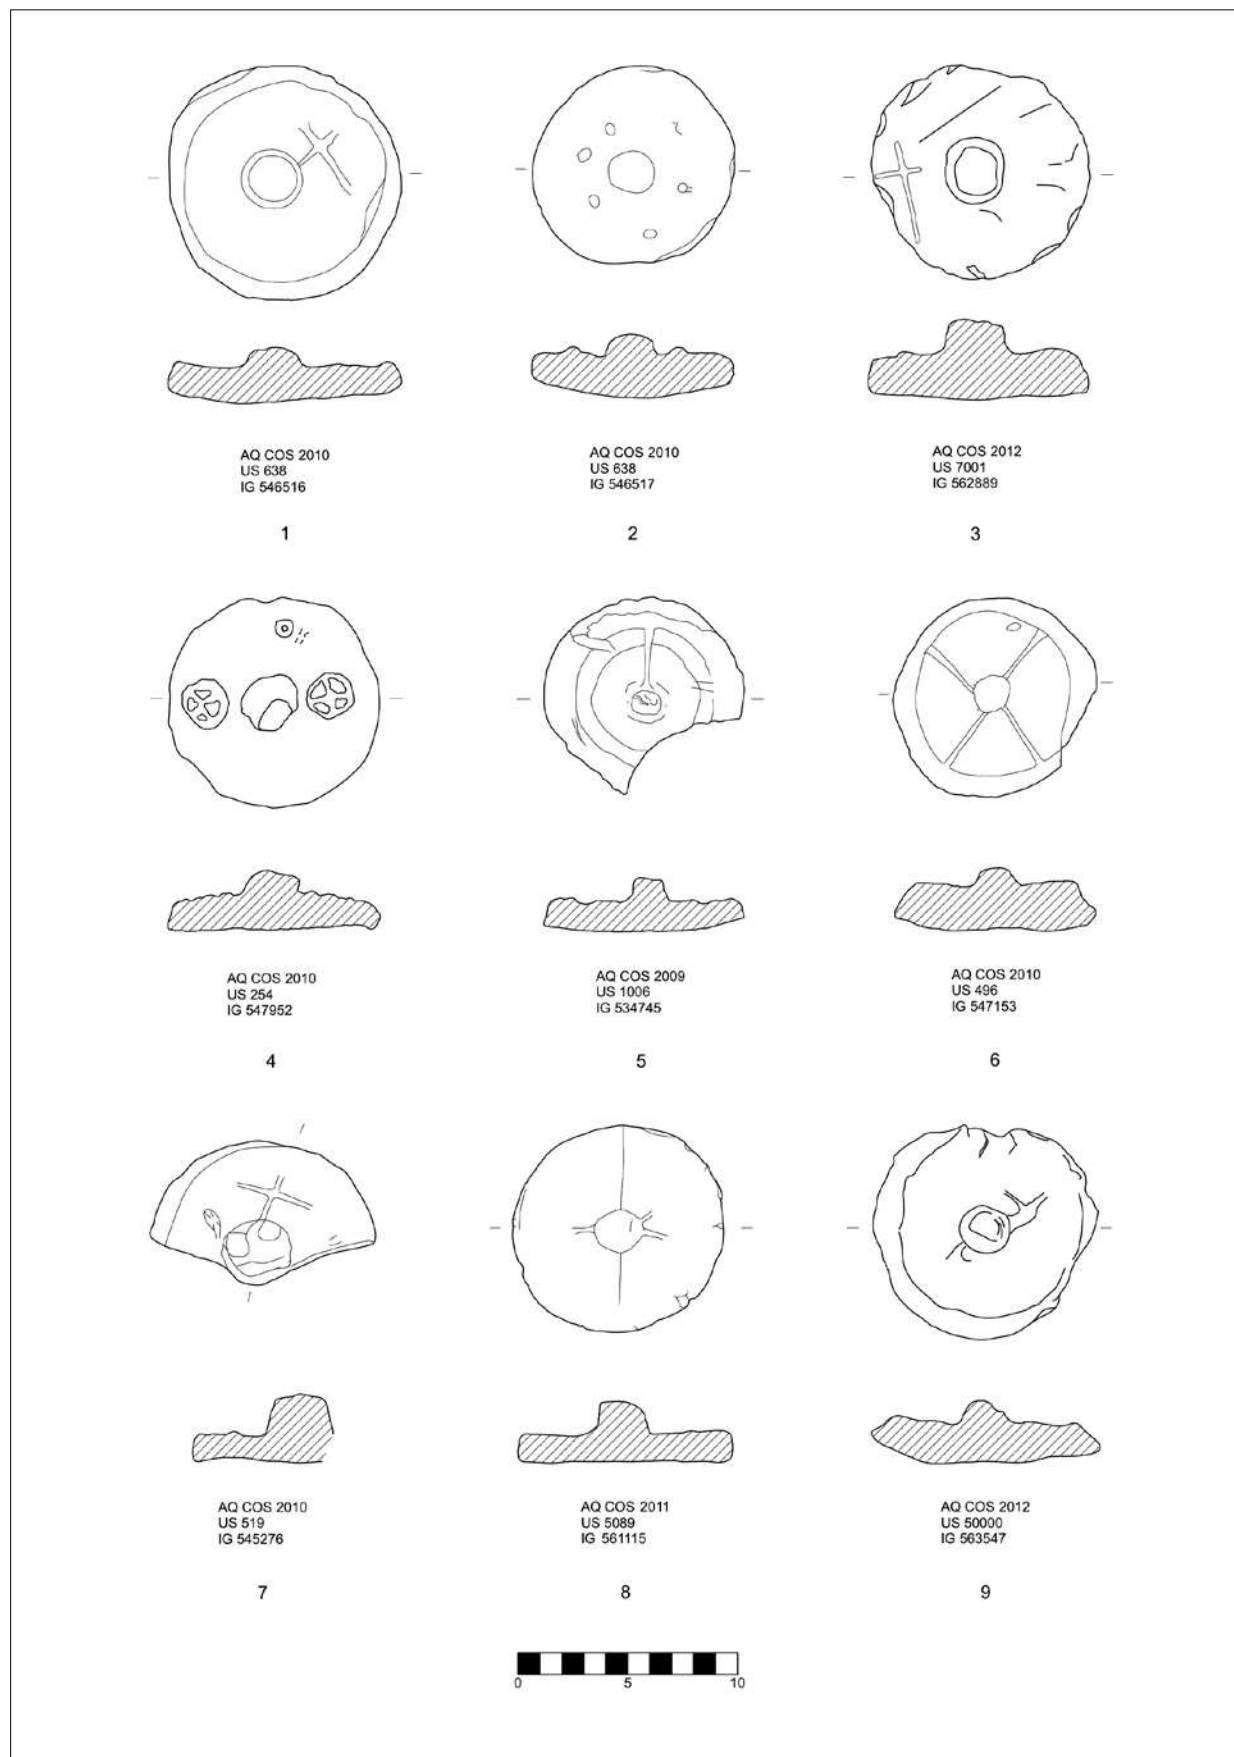 AQ COS 2010
US 638
IG 546516
1
AQ COS 2010
US 638
IG 546517
2
AQ COS 2012
US 7001
IG 562889
3
AQ COS 2010
US 254
IG 547952
4
AQ COS 2009
US 1006
IG 534745
5
AQ COS 2010
US 496
IG 547153
6
AQ COS 2010
US 519
IG 545276
7
AQ COS 2011
US 5089
IG 561115
8
AQ COS 2012
US 50000
IG 563547
9
0 5 10